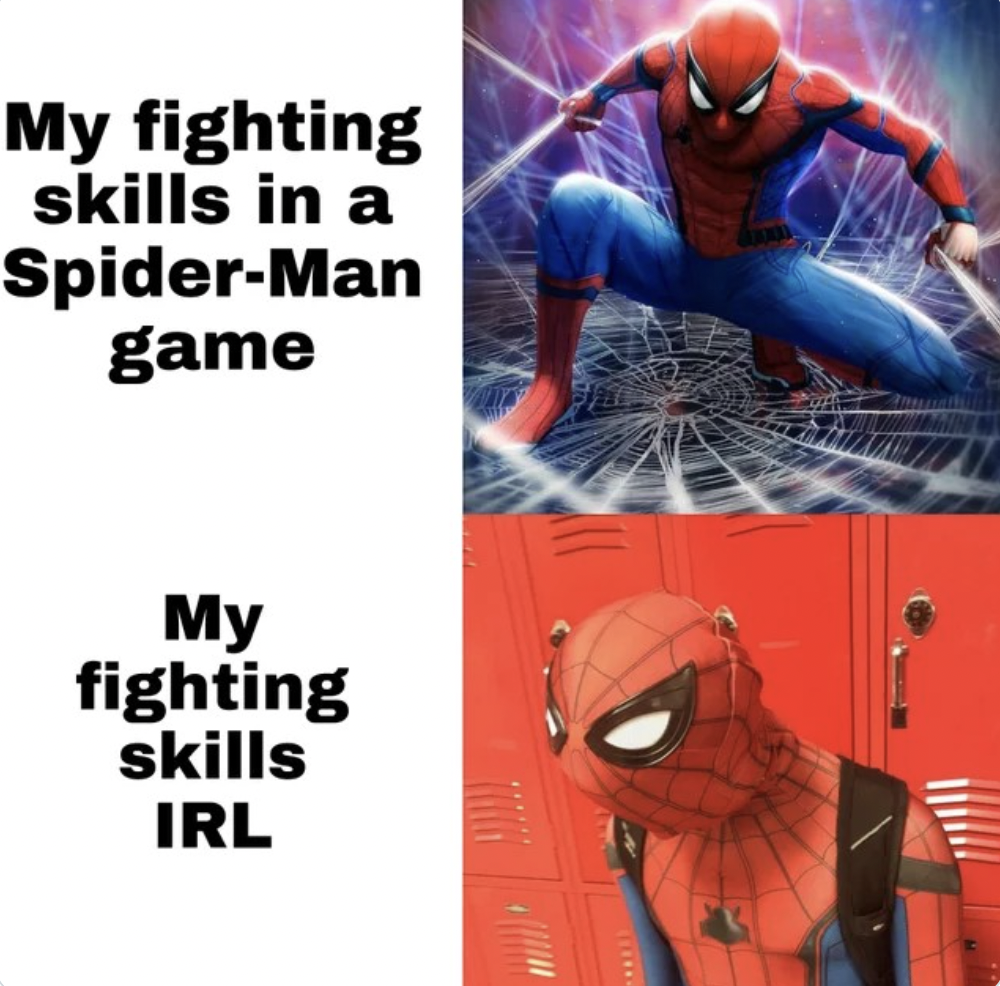 My fighting
skills in a
Spider-Man
game
My
fighting
skills
IRL